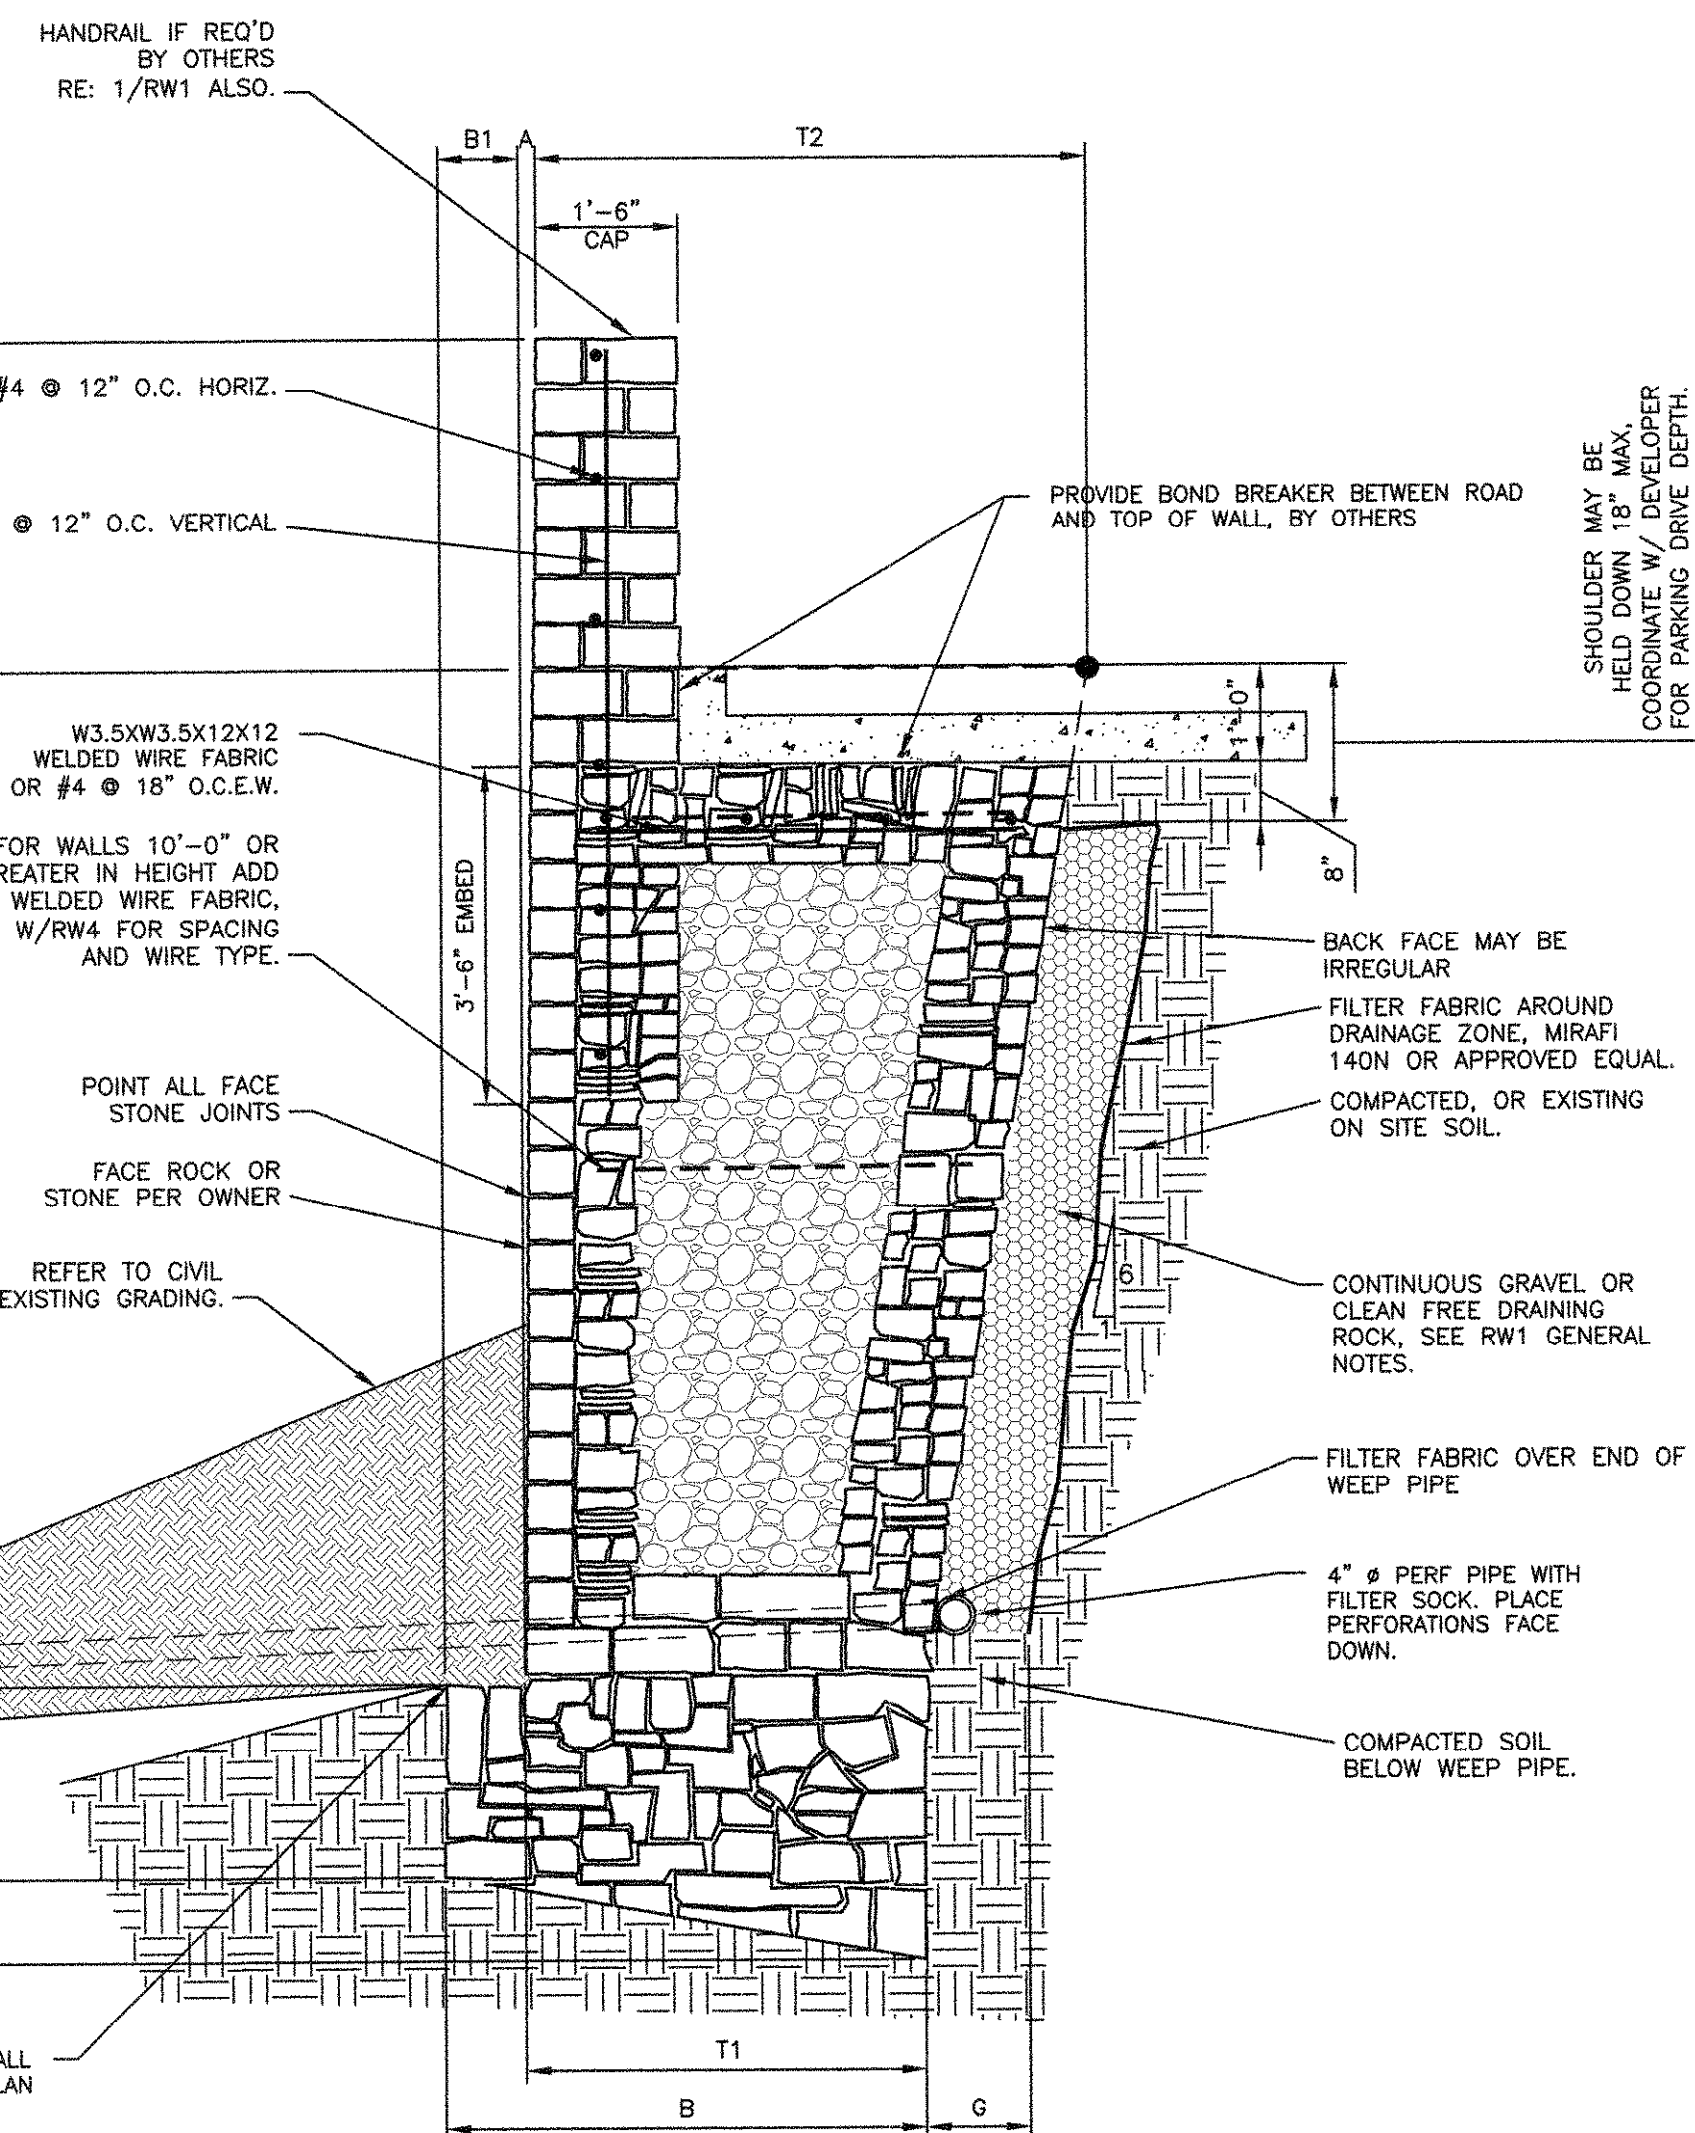 HANDRAIL IF REQ'D
BY OTHERS
RE: 1/RW1 ALSO.
B1
A
T2
1'-6"
CAP
#4 @ 12" O.C. HORIZ.
@ 12" O.C. VERTICAL
PROVIDE BOND BREAKER BETWEEN ROAD
AND TOP OF WALL, BY OTHERS
SHOULDER MAY BE
HELD DOWN 18" MAX,
COORDINATE W/ DEVELOPER
FOR PARKING DRIVE DEPTH.
1'-0"
8"
W3.5XW3.5X12X12
WELDED WIRE FABRIC
OR #4 @ 18" O.C.E.W.
FOR WALLS 10'-0" OR
REATER IN HEIGHT ADD
WELDED WIRE FABRIC,
W/RW4 FOR SPACING
AND WIRE TYPE.
3'-6" EMBED
BACK FACE MAY BE
IRREGULAR
FILTER FABRIC AROUND
DRAINAGE ZONE, MIRAFI
140N OR APPROVED EQUAL.
COMPACTED, OR EXISTING
ON SITE SOIL.
POINT ALL FACE
STONE JOINTS
FACE ROCK OR
STONE PER OWNER
REFER TO CIVIL
EXISTING GRADING.
6
1
CONTINUOUS GRAVEL OR
CLEAN FREE DRAINING
ROCK, SEE RW1 GENERAL
NOTES.
FILTER FABRIC OVER END OF
WEEP PIPE
4" ø PERF PIPE WITH
FILTER SOCK. PLACE
PERFORATIONS FACE
DOWN.
COMPACTED SOIL
BELOW WEEP PIPE.
ALL
LAN
T1
B
G